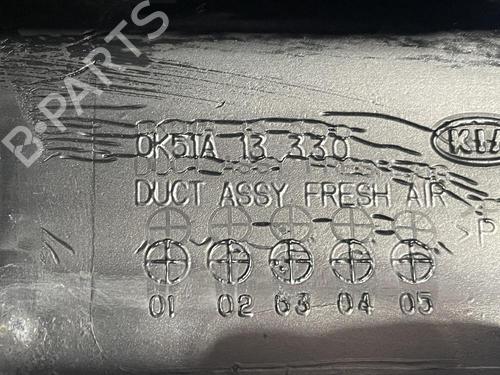 B-PARTS
KIA
0K51A 13 330
DUCT ASSY FRESH AIR
>P
01 02 03 04 05